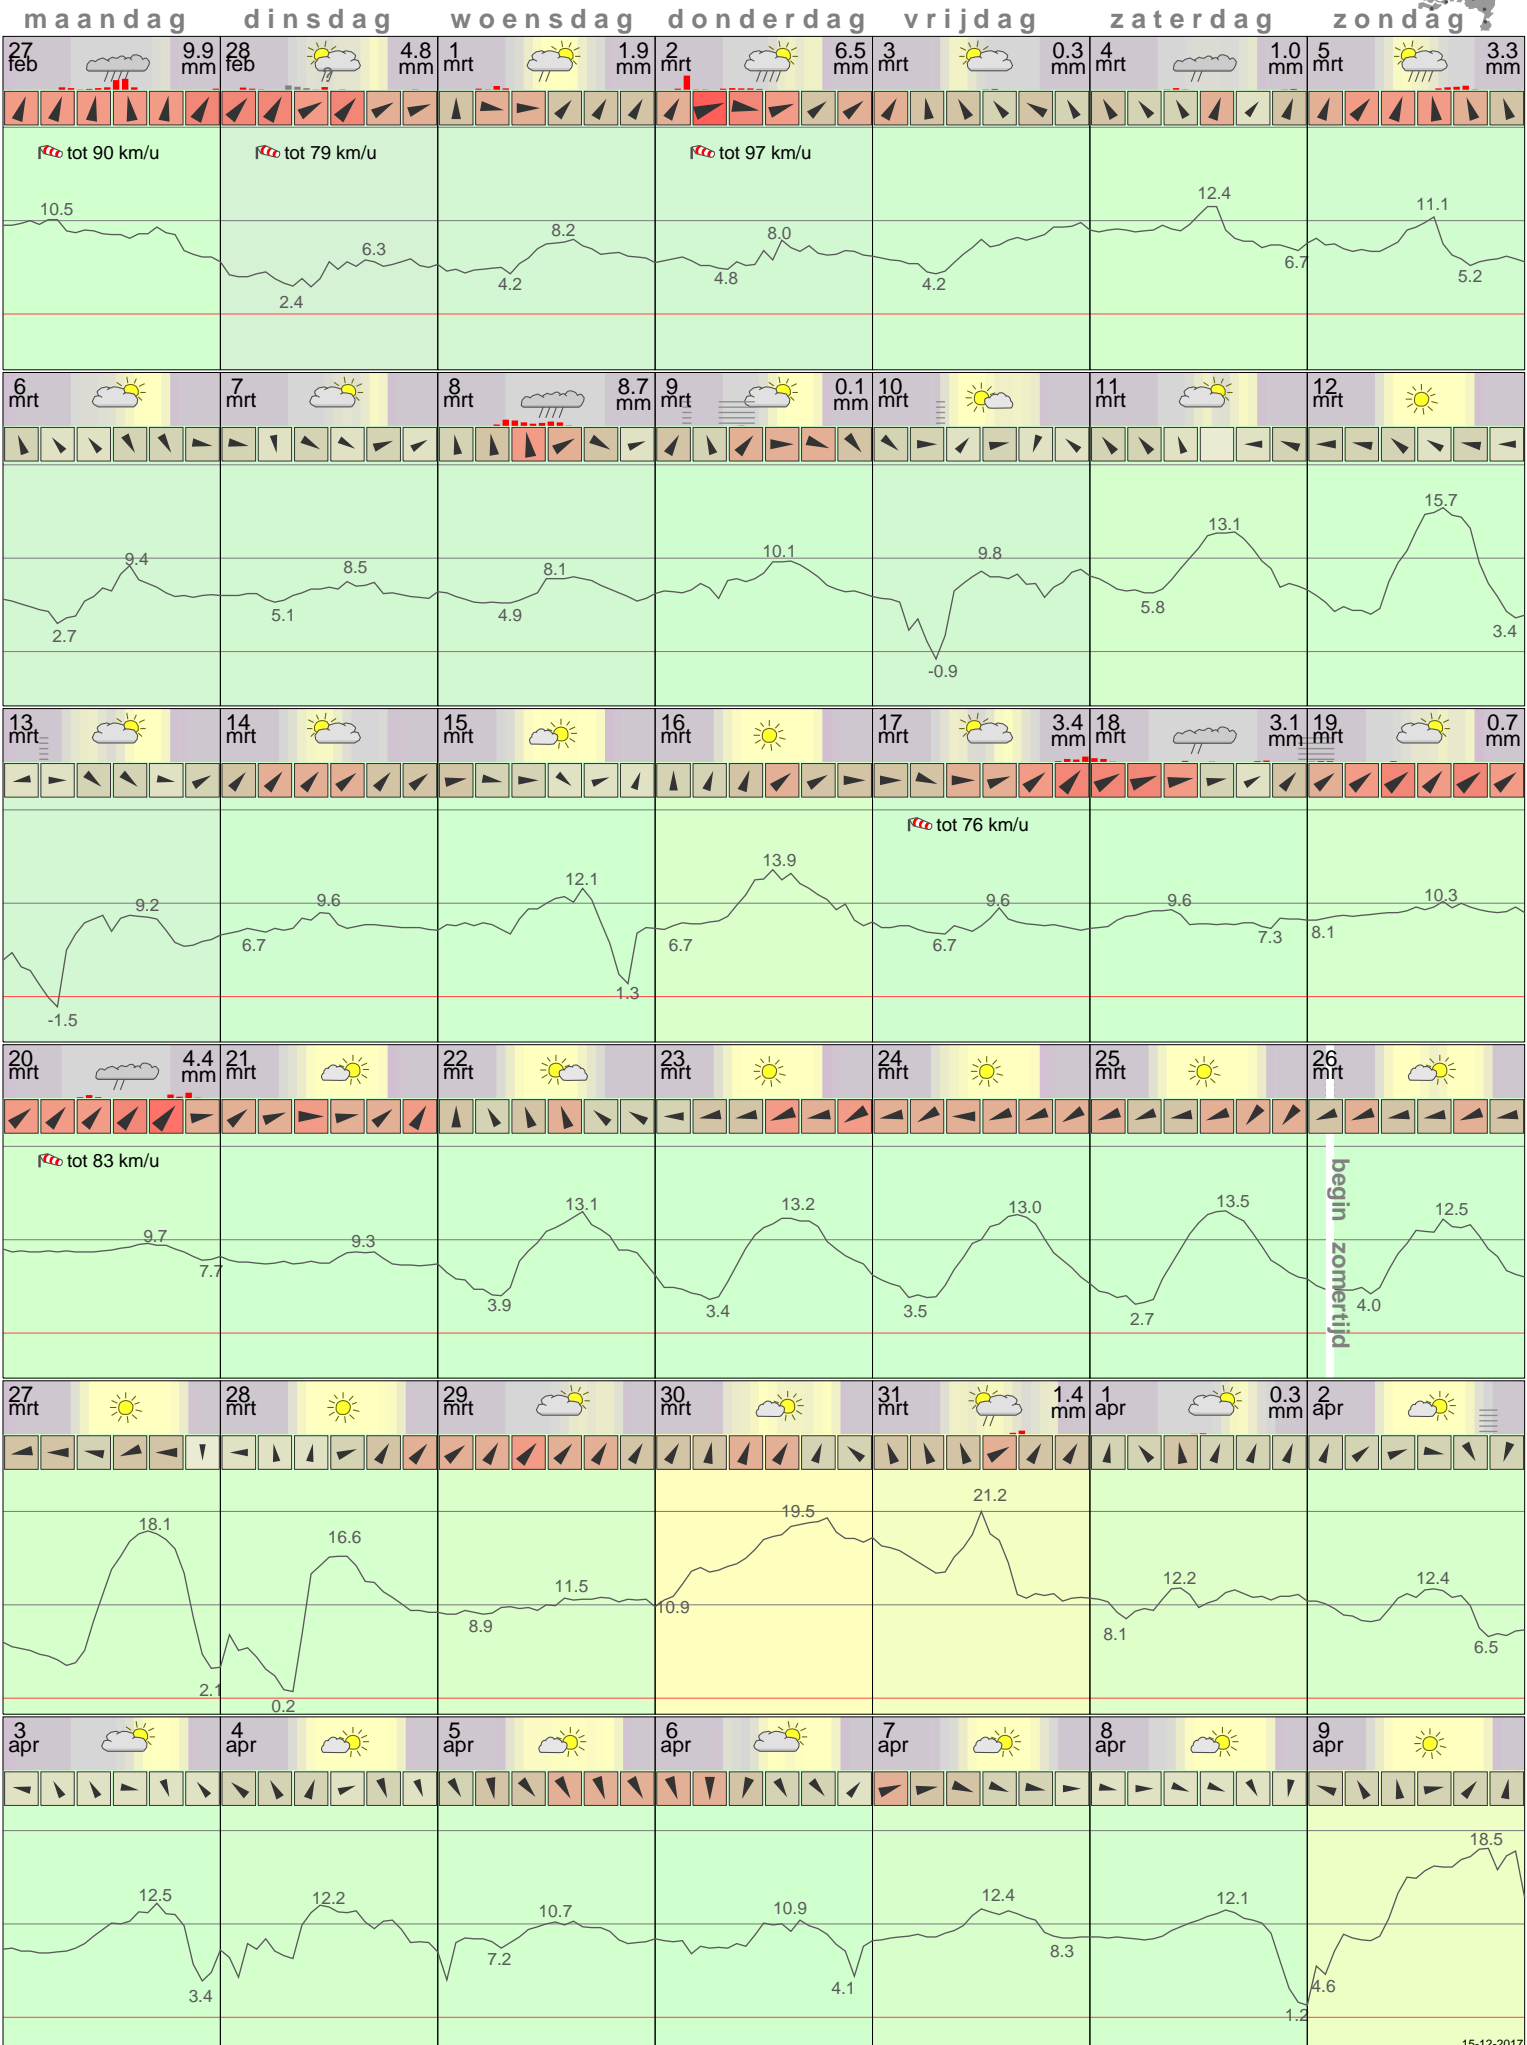 maandag dinsdag woensdag donderdag vrijdag zaterdag zondag
27 feb 9.9 mm 28 feb 4.8 mm 1 mrt 1.9 mm 2 mrt 6.5 mm 3 mrt 0.3 mm 4 mrt 1.0 mm 5 mrt 3.3 mm
?
tot 90 km/u tot 79 km/u tot 97 km/u
10.5 2.4 6.3 4.2 8.2 4.8 8.0 4.2 12.4 6.7 11.1 5.2
6 mrt 7 mrt 8 mrt 8.7 mm 9 mrt 0.1 mm 10 mrt 11 mrt 12 mrt
2.7 9.4 5.1 8.5 4.9 8.1 10.1 -0.9 9.8 5.8 13.1 15.7 3.4
13 mrt 14 mrt 15 mrt 16 mrt 17 mrt 3.4 mm 18 mrt 3.1 mm 19 mrt 0.7 mm
tot 76 km/u
-1.5 9.2 6.7 9.6 12.1 1.3 6.7 13.9 6.7 9.6 9.6 7.3 8.1 10.3
20 mrt 4.4 mm 21 mrt 22 mrt 23 mrt 24 mrt 25 mrt 26 mrt
tot 83 km/u
begin zomertijd
9.7 7.7 9.3 3.9 13.1 3.4 13.2 3.5 13.0 2.7 13.5 4.0 12.5
27 mrt 28 mrt 29 mrt 30 mrt 31 mrt 1.4 mm 1 apr 0.3 mm 2 apr
18.1 2.1 0.2 16.6 8.9 11.5 10.9 19.5 21.2 8.1 12.2 12.4 6.5
3 apr 4 apr 5 apr 6 apr 7 apr 8 apr 9 apr
12.5 3.4 12.2 7.2 10.7 10.9 4.1 12.4 8.3 12.1 1.2 4.6 18.5
15-12-2017